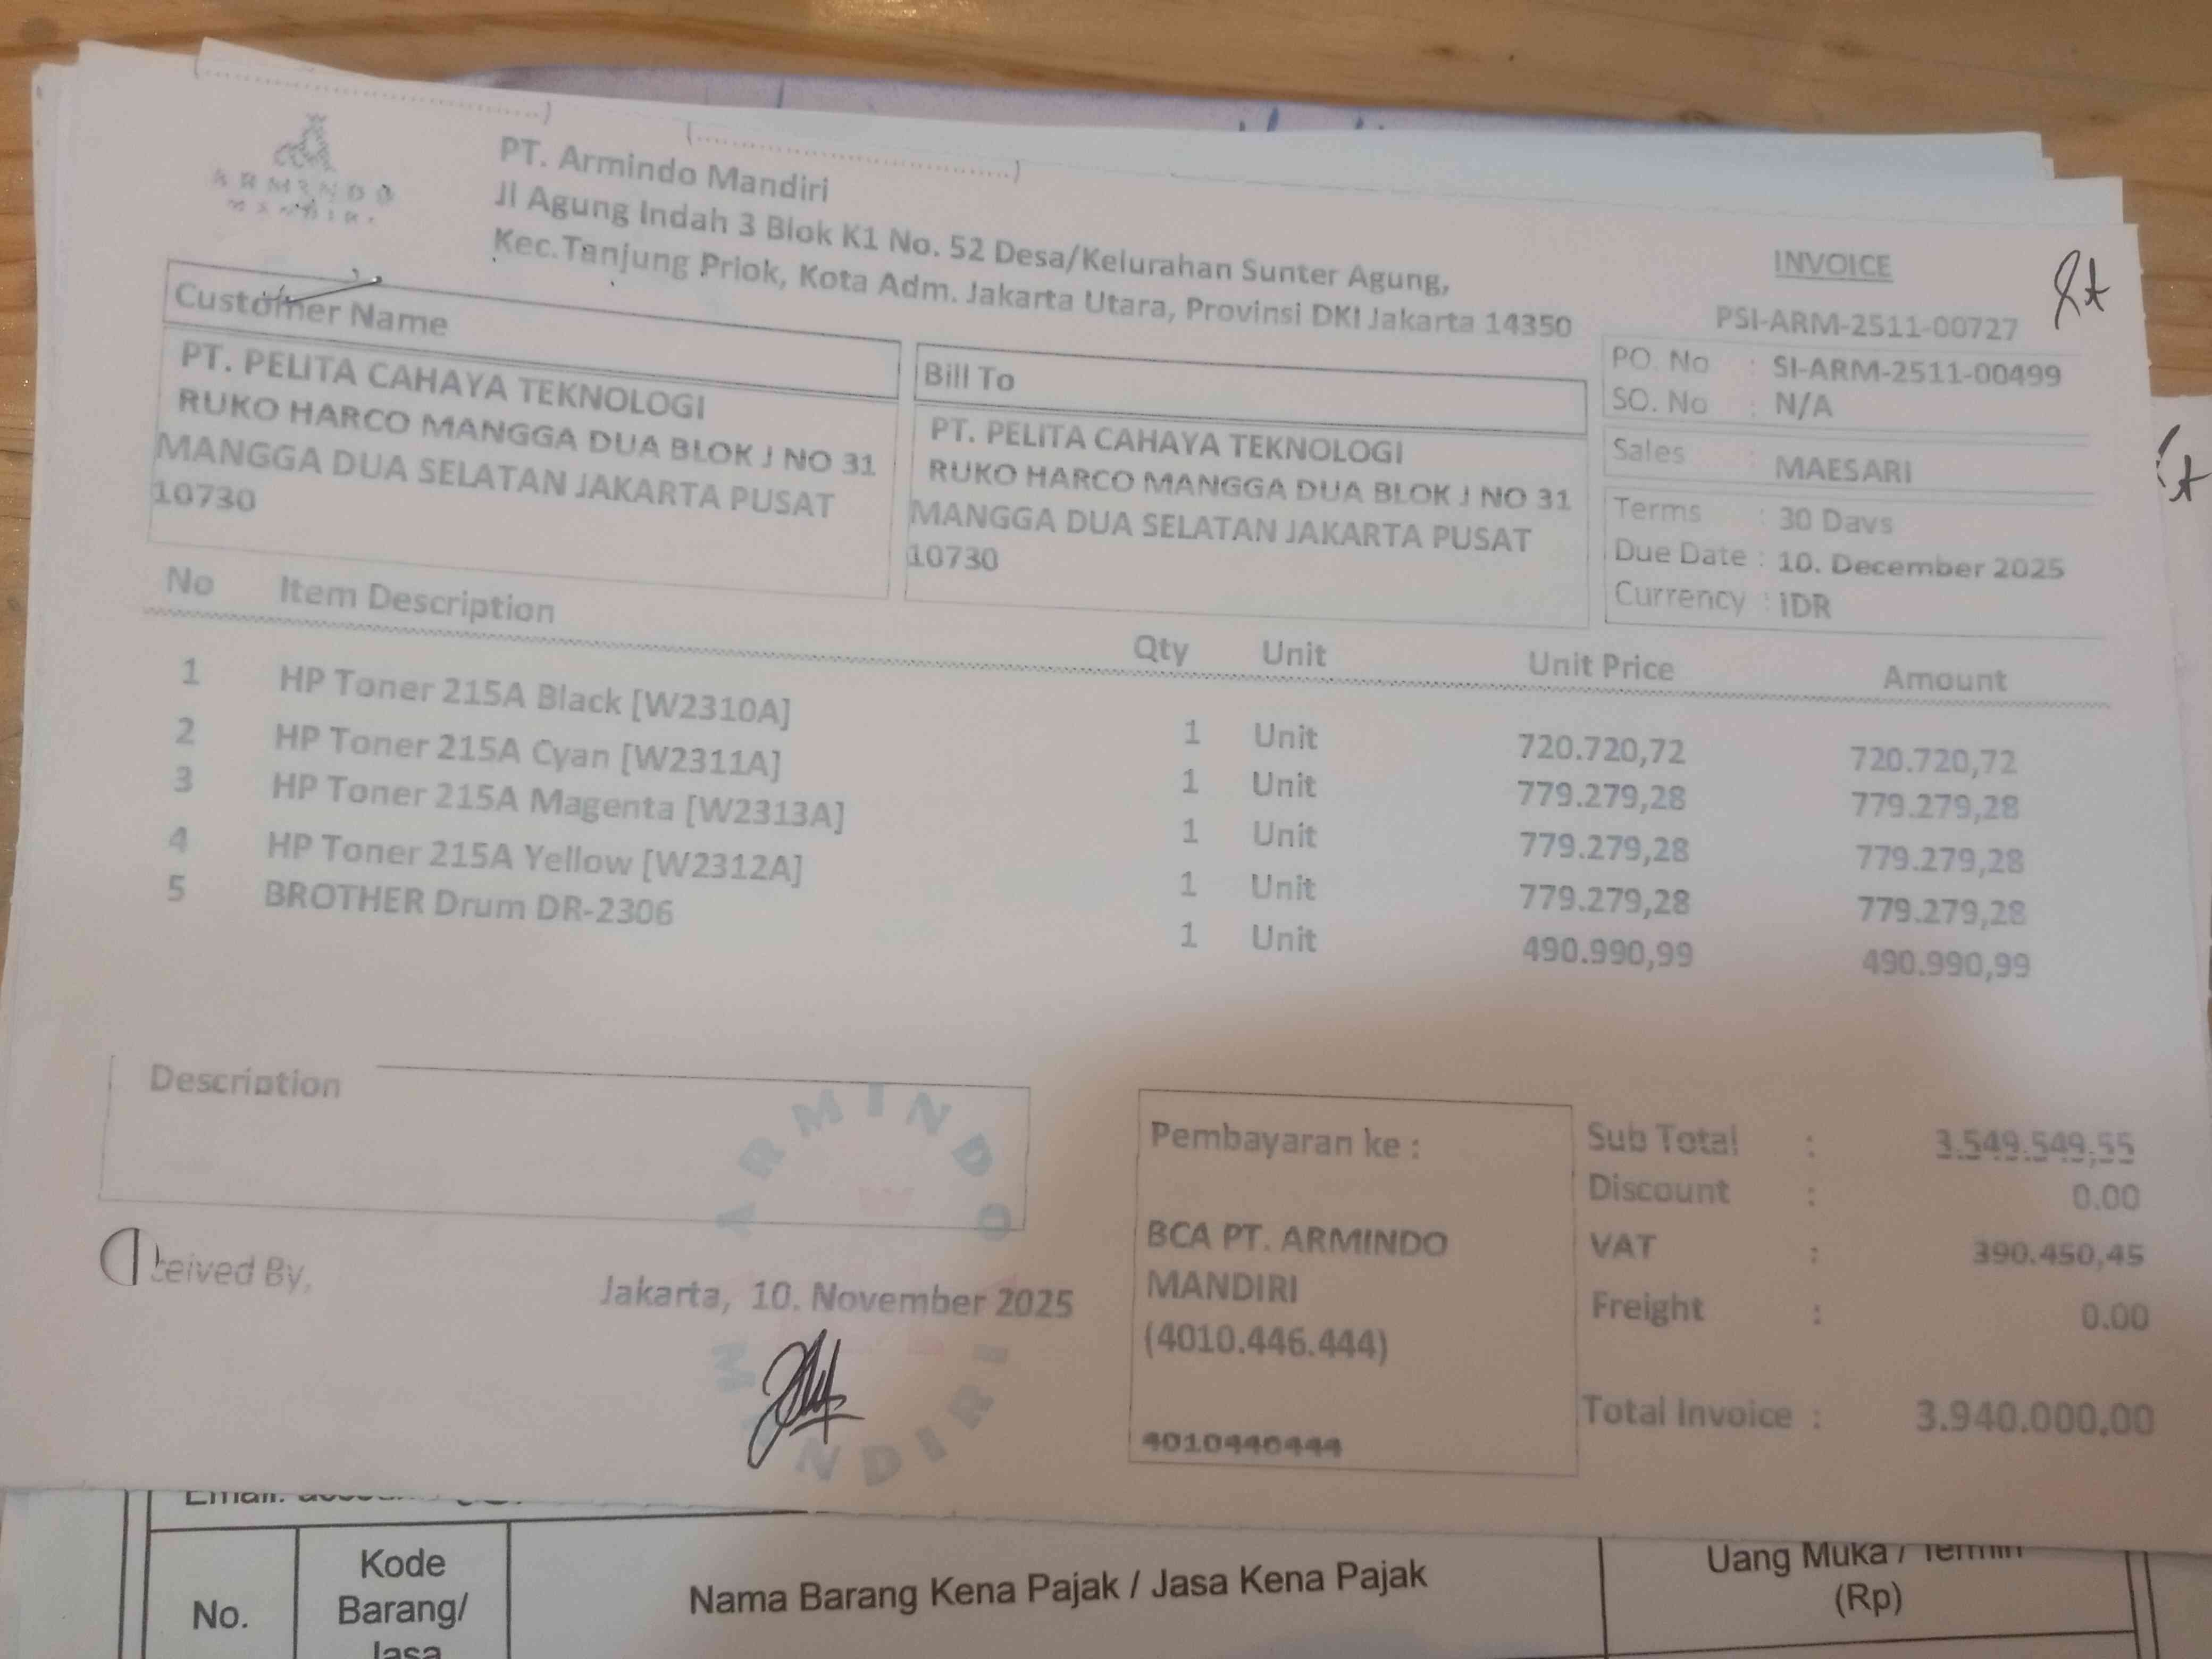 ARMINDO
MANDIRI
PT. Armindo Mandiri
Jl Agung Indah 3 Blok K1 No. 52 Desa/Kelurahan Sunter Agung,
Kec.Tanjung Priok, Kota Adm. Jakarta Utara, Provinsi DKI Jakarta 14350
INVOICE
PSI-ARM-2511-00727
PO. No : SI-ARM-2511-00499
SO. No : N/A
Sales : MAESARI
Terms : 30 Days
Due Date : 10. December 2025
Currency : IDR
Customer Name
PT. PELITA CAHAYA TEKNOLOGI
RUKO HARCO MANGGA DUA BLOK J NO 31
MANGGA DUA SELATAN JAKARTA PUSAT
10730
Bill To
PT. PELITA CAHAYA TEKNOLOGI
RUKO HARCO MANGGA DUA BLOK J NO 31
MANGGA DUA SELATAN JAKARTA PUSAT
10730
No Item Description Qty Unit Unit Price Amount
1 HP Toner 215A Black [W2310A] 1 Unit 720.720,72 720.720,72
2 HP Toner 215A Cyan [W2311A] 1 Unit 779.279,28 779.279,28
3 HP Toner 215A Magenta [W2313A] 1 Unit 779.279,28 779.279,28
4 HP Toner 215A Yellow [W2312A] 1 Unit 779.279,28 779.279,28
5 BROTHER Drum DR-2306 1 Unit 490.990,99 490.990,99
Description
ceived By,
Jakarta, 10. November 2025
ARMINDO
MANDIRI
Pembayaran ke :
BCA PT. ARMINDO
MANDIRI
(4010.446.444)
Sub Total : 3.549.549,55
Discount : 0.00
VAT : 390.450,45
Freight : 0.00
Total Invoice : 3.940.000,00
No.
Kode
Barang/
Jasa
Nama Barang Kena Pajak / Jasa Kena Pajak
Uang Muka / Termin
(Rp)